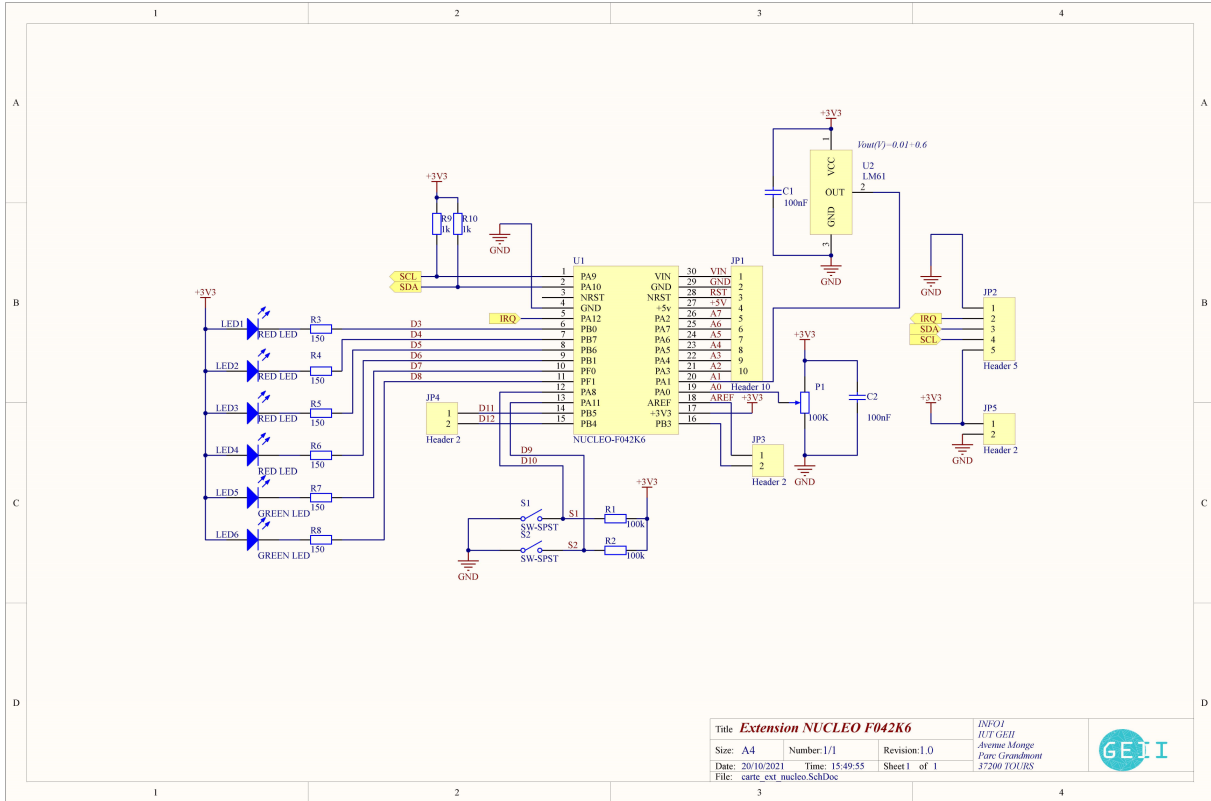 1 2 3 4
A A
B B
C C
D D
1 2 3 4
+3V3
R9 R10
1k 1k
GND
SCL
SDA
IRQ
+3V3
LED1
RED LED
R3
150
D3
LED2
RED LED
R4
150
D4
LED3
RED LED
R5
150
D5
LED4
RED LED
R6
150
D6
LED5
GREEN LED
R7
150
D7
LED6
GREEN LED
R8
150
D8
U1
1 PA9 VIN 30 VIN
2 PA10 GND 29 GND
3 NRST NRST 28 RST
4 GND +5v 27 +5V
5 PA12 PA2 26 A7
6 PB0 PA7 25 A6
7 PB7 PA6 24 A5
8 PB6 PA5 23 A4
9 PB1 PA4 22 A3
10 PF0 PA3 21 A2
11 PF1 PA1 20 A1
12 PA8 PA0 19 A0
13 PA11 AREF 18 AREF
14 PB5 +3V3 17 +3V3
15 PB4 PB3 16
NUCLEO-F042K6
JP1
1
2
3
4
5
6
7
8
9
10
Header 10
JP4
1 D11
2 D12
Header 2
D9
D10
S1
SW-SPST
S1
R1
100k
S2
SW-SPST
S2
R2
100k
+3V3
GND
JP3
1
2
Header 2
+3V3
P1
100K
C2
100nF
GND
+3V3
Vout(V)=0.01+0.6
U2
LM61
1 VCC
OUT 2
GND 3
C1
100nF
GND
GND
JP2
1
IRQ 2
SDA 3
SCL 4
5
Header 5
+3V3
JP5
1
2
Header 2
GND
Title Extension NUCLEO F042K6
Size: A4 Number:1/1 Revision:1.0
Date: 20/10/2021 Time: 15:49:55 Sheet1 of 1
File: carte_ext_nucleo.SchDoc
INFO1
IUT GEII
Avenue Monge
Parc Grandmont
37200 TOURS
GEII